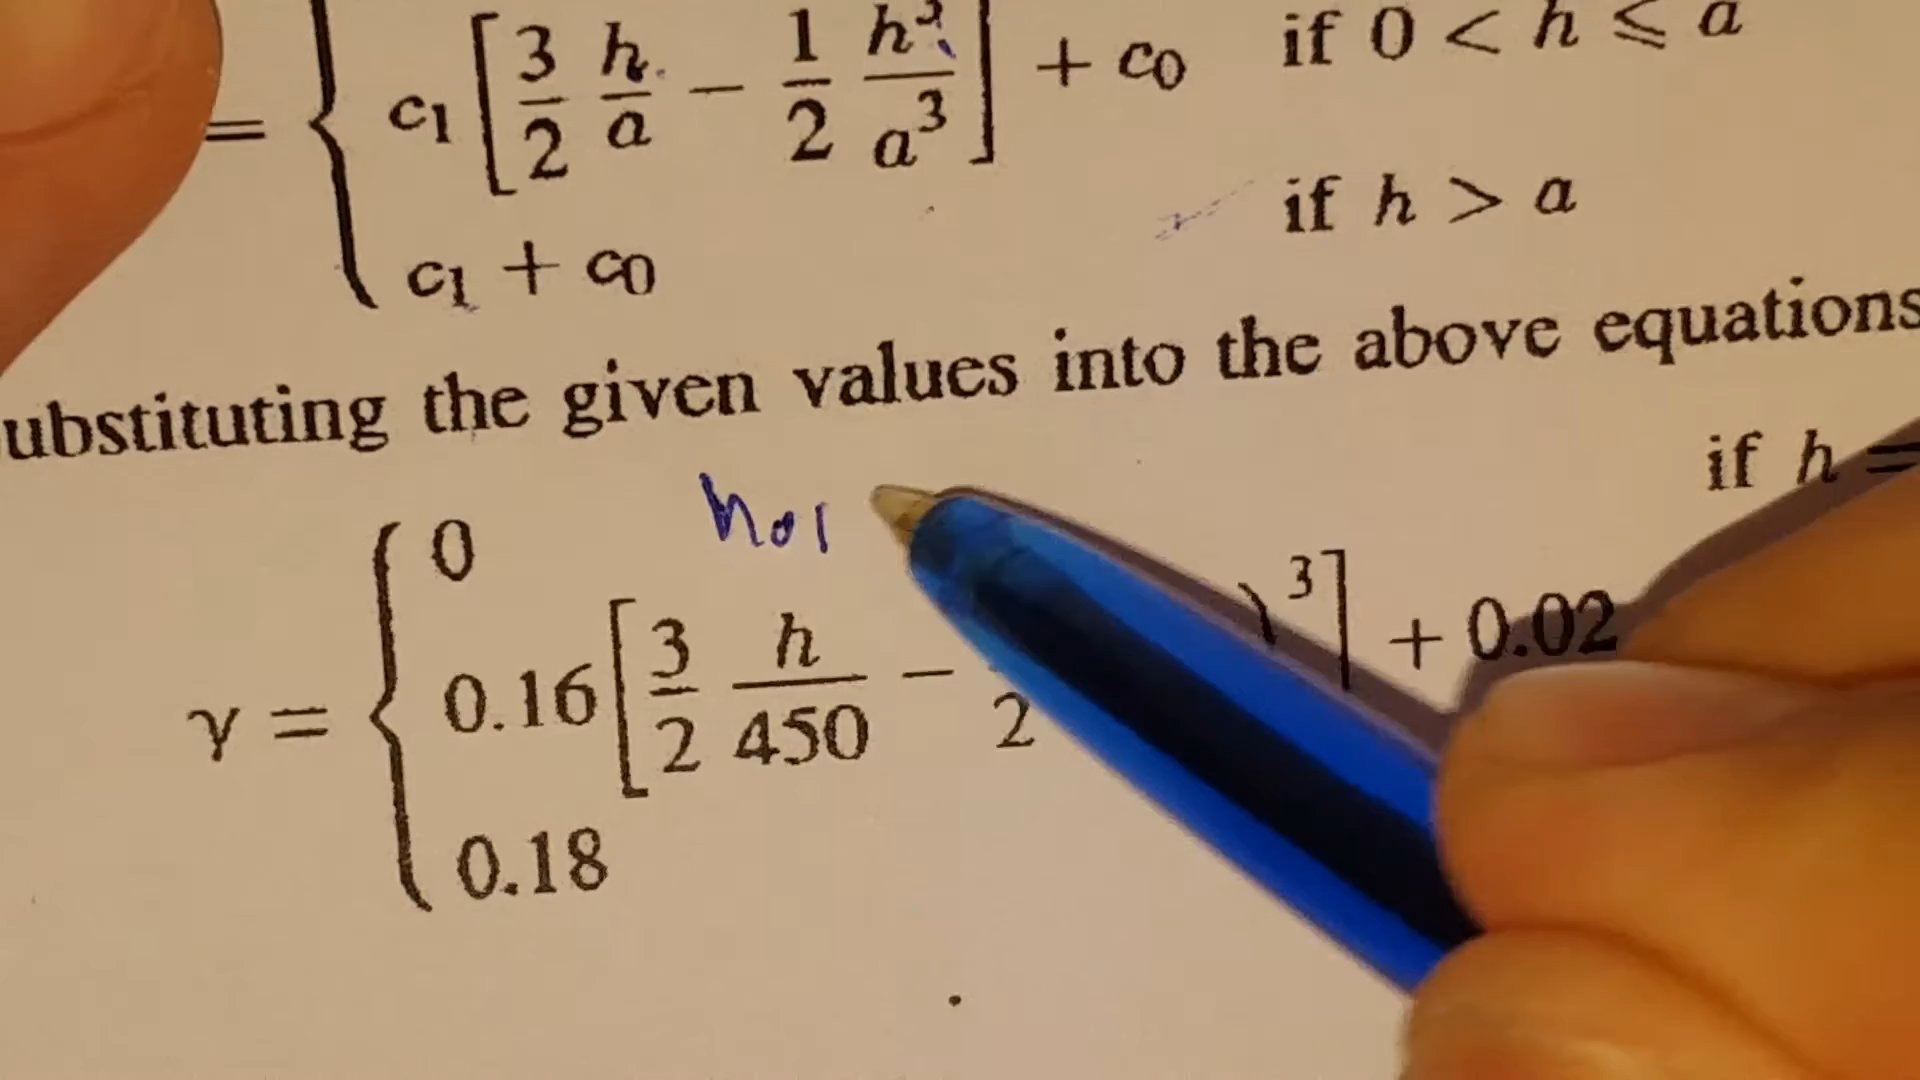 = { c1 [ 3/2 h/a − 1/2 h³/a³ ] + c0 if 0 < h ⩽ a
c1 + c0 if h > a
ubstituting the given values into the above equations
if h =
0
h01
γ = { 0.16 [ 3/2 h/450 − /2 )³ ] + 0.02
0.18